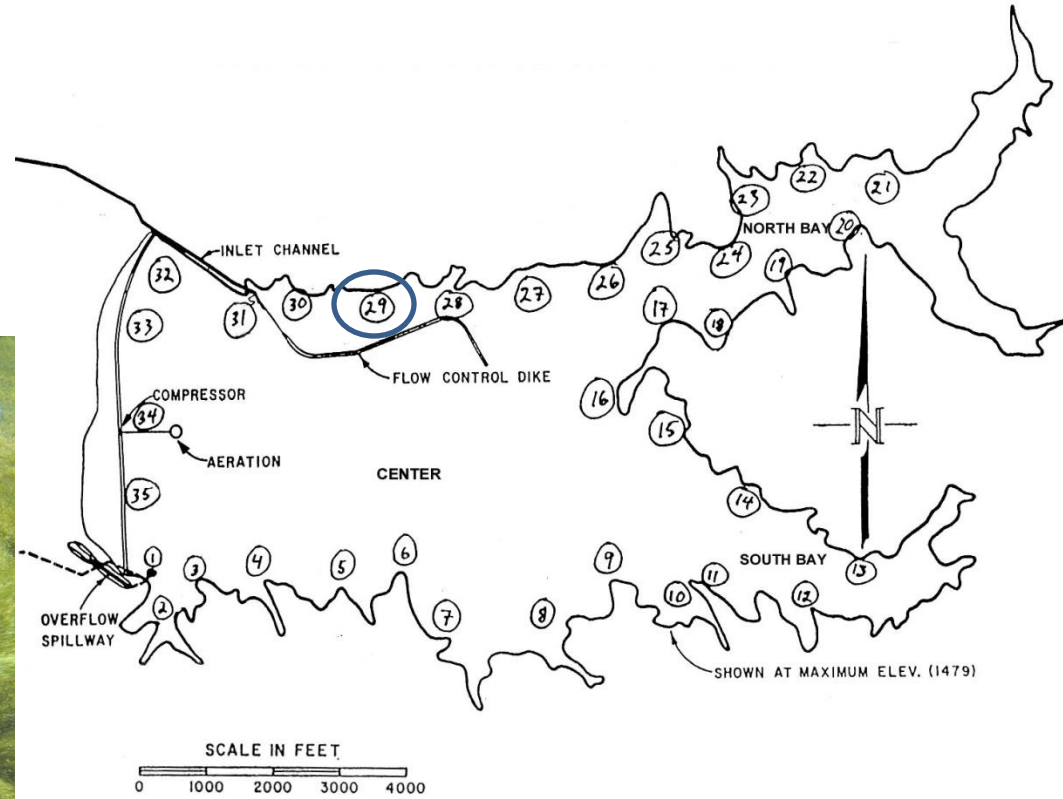 22
21
23
NORTH BAY
20
INLET CHANNEL
25
24
19
32
26
30
29
28
27
31
17
18
33
FLOW CONTROL DIKE
COMPRESSOR
16
34
15
N
AERATION
CENTER
35
14
1
3
4
5
6
9
11
SOUTH BAY
13
2
7
8
10
12
OVERFLOW
SPILLWAY
SHOWN AT MAXIMUM ELEV. (1479)
SCALE IN FEET
0 1000 2000 3000 4000